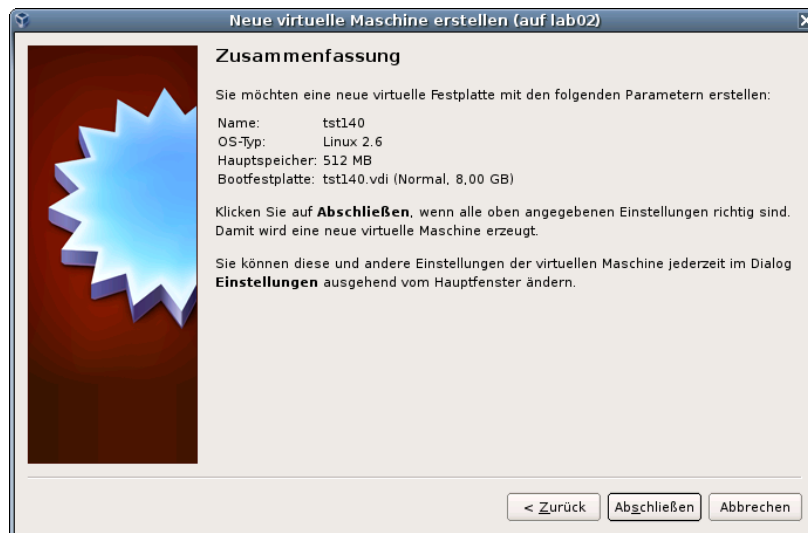 Neue virtuelle Maschine erstellen (auf lab02)
Zusammenfassung
Sie möchten eine neue virtuelle Festplatte mit den folgenden Parametern erstellen:
Name: tst140
OS-Typ: Linux 2.6
Hauptspeicher: 512 MB
Bootfestplatte: tst140.vdi (Normal, 8,00 GB)
Klicken Sie auf Abschließen, wenn alle oben angegebenen Einstellungen richtig sind.
Damit wird eine neue virtuelle Maschine erzeugt.
Sie können diese und andere Einstellungen der virtuellen Maschine jederzeit im Dialog
Einstellungen ausgehend vom Hauptfenster ändern.
< Zurück Abschließen Abbrechen